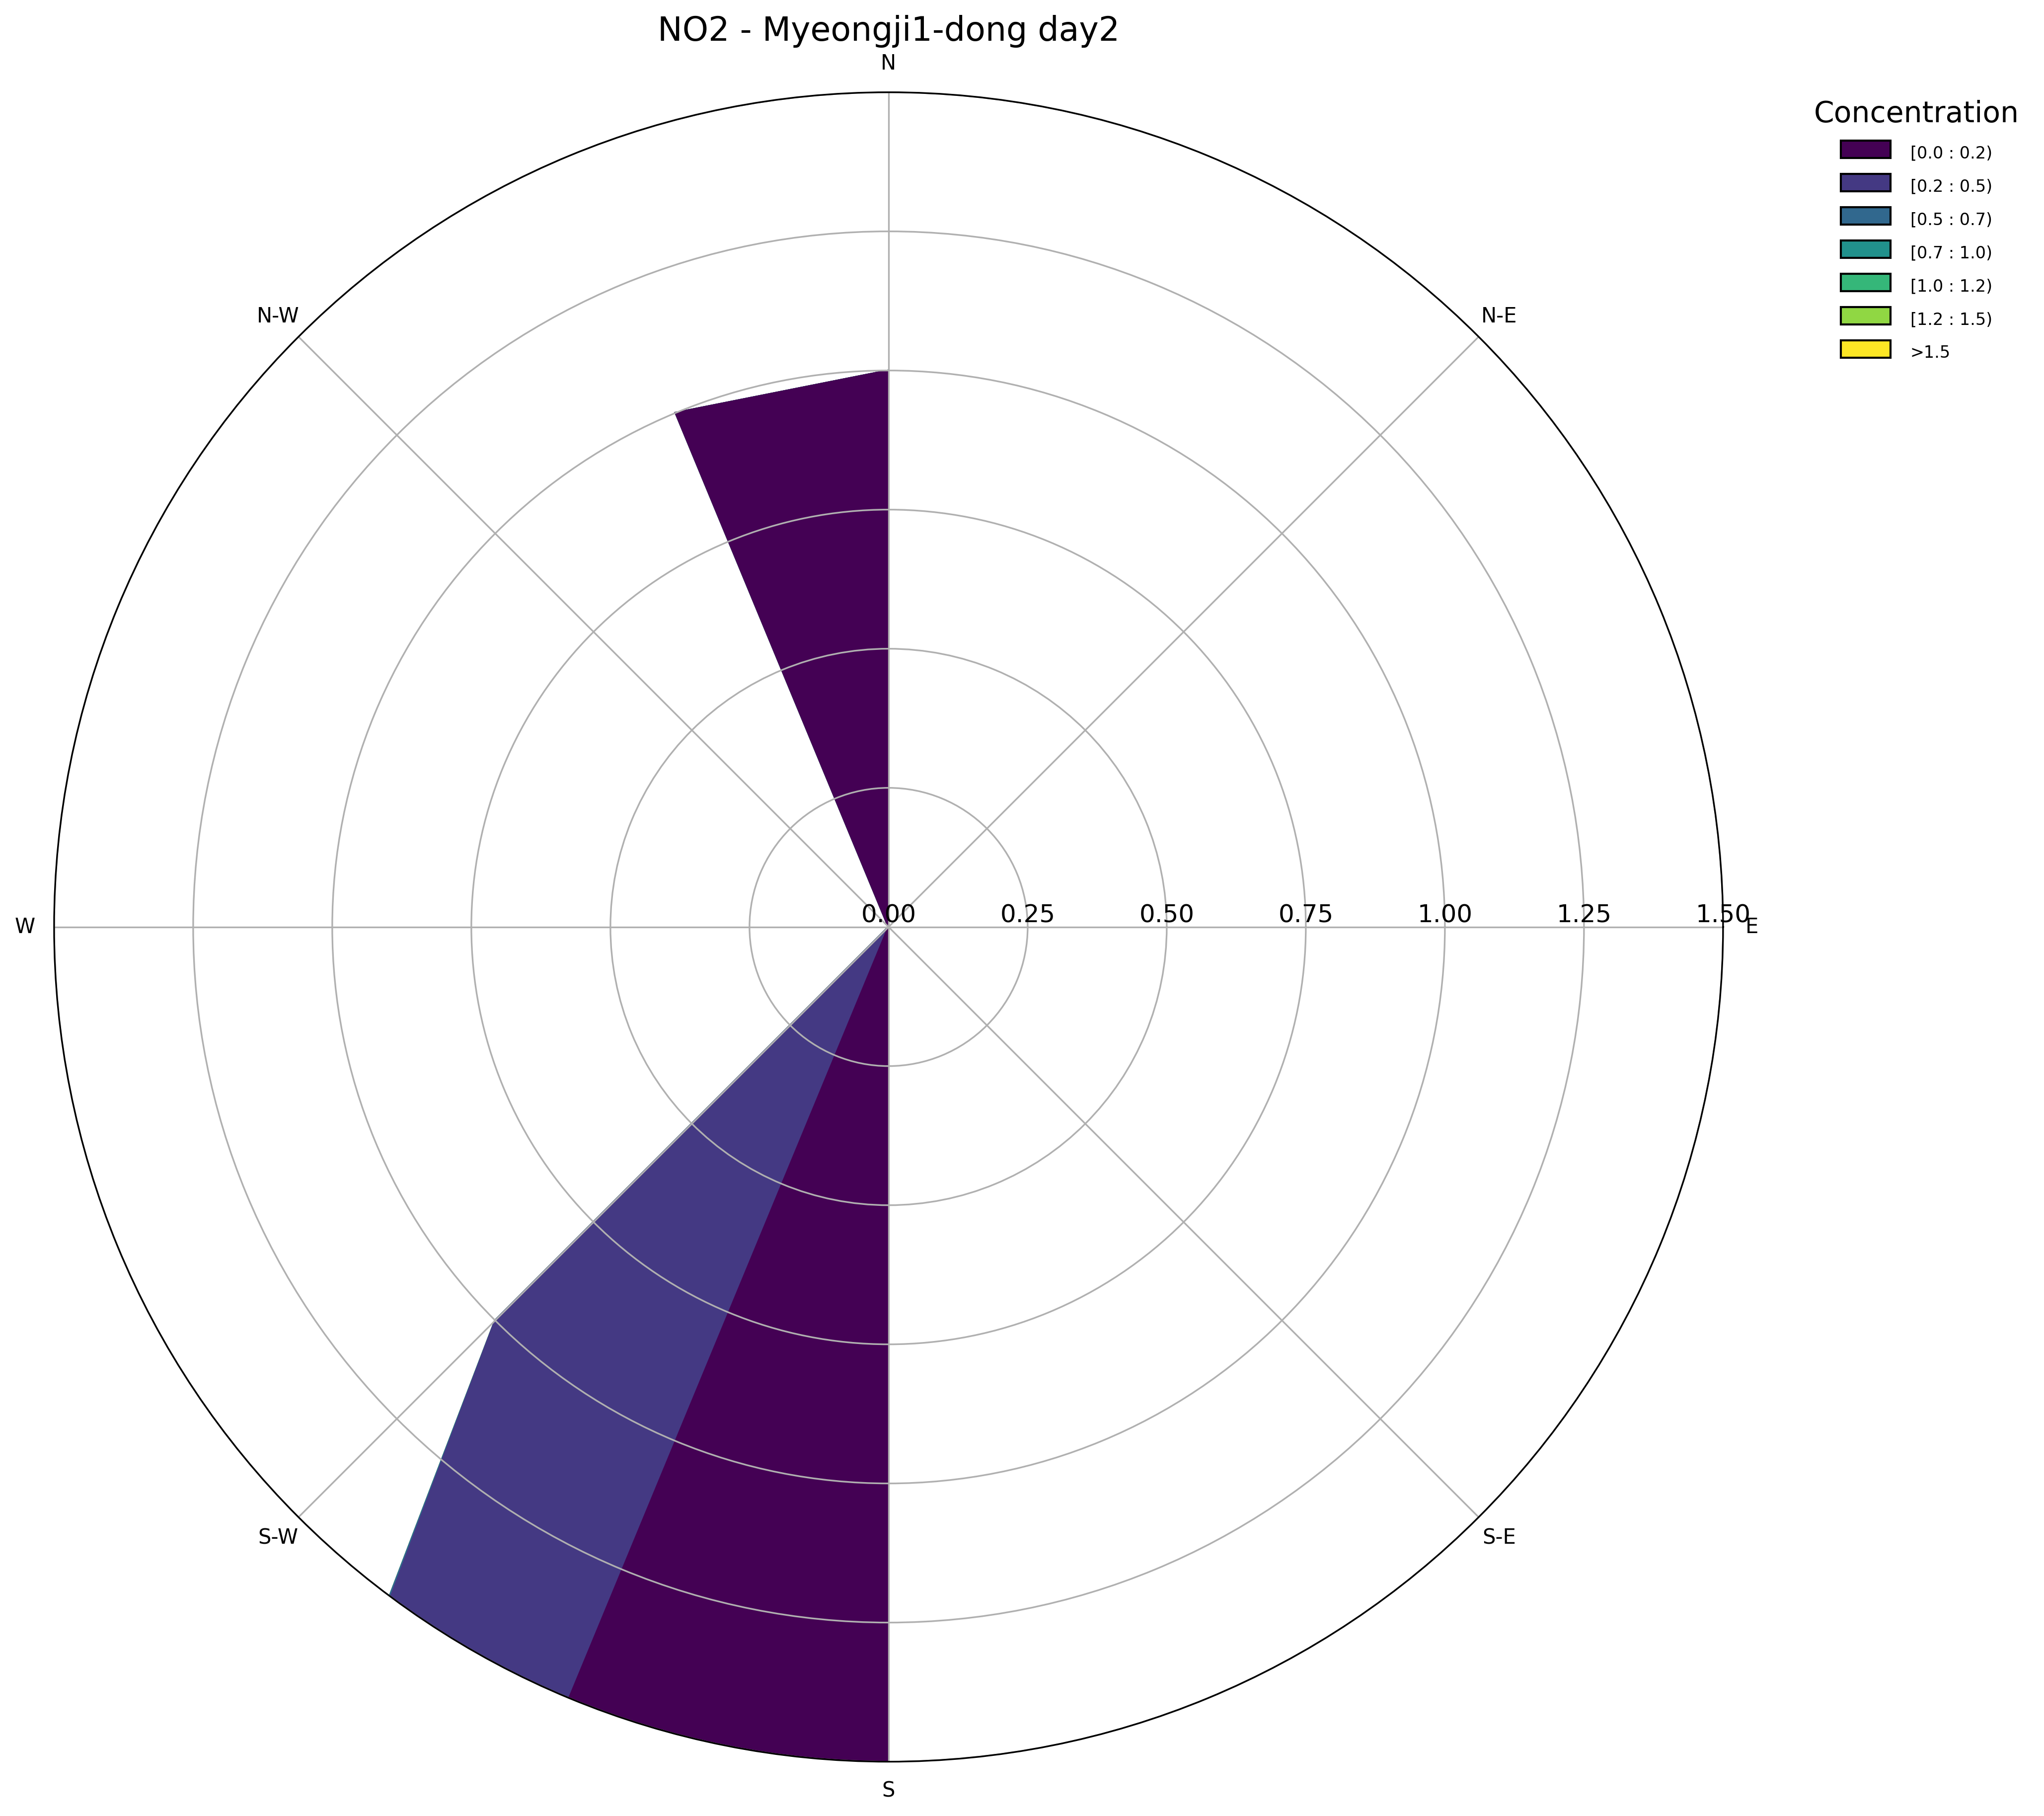 NO2 - Myeongji1-dong day2
N
Concentration
[0.0 : 0.2)
[0.2 : 0.5)
[0.5 : 0.7)
[0.7 : 1.0)
[1.0 : 1.2)
[1.2 : 1.5)
>1.5
N-W
N-E
0.00 0.25 0.50 0.75 1.00 1.25 1.50
W
E
S-W
S-E
S